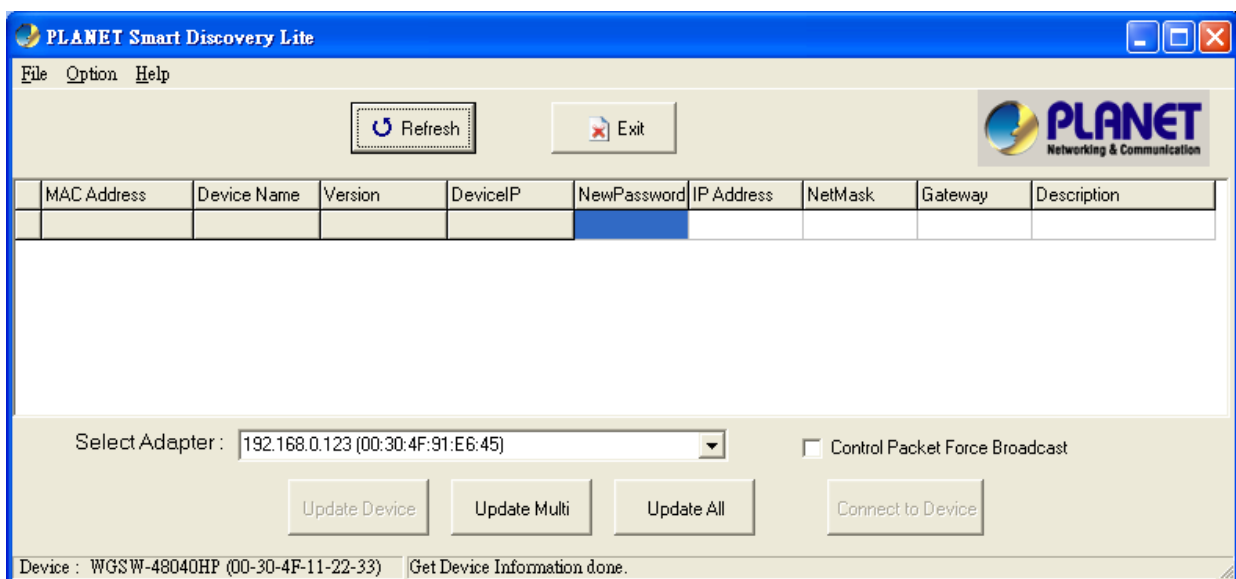 PLANET Smart Discovery Lite
File Option Help
Refresh
Exit
PLANET
Networking & Communication
MAC Address Device Name Version DeviceIP NewPassword IP Address NetMask Gateway Description
Select Adapter : 192.168.0.123 (00:30:4F:91:E6:45)
Control Packet Force Broadcast
Update Device Update Multi Update All Connect to Device
Device : WGSW-48040HP (00-30-4F-11-22-33) Get Device Information done.